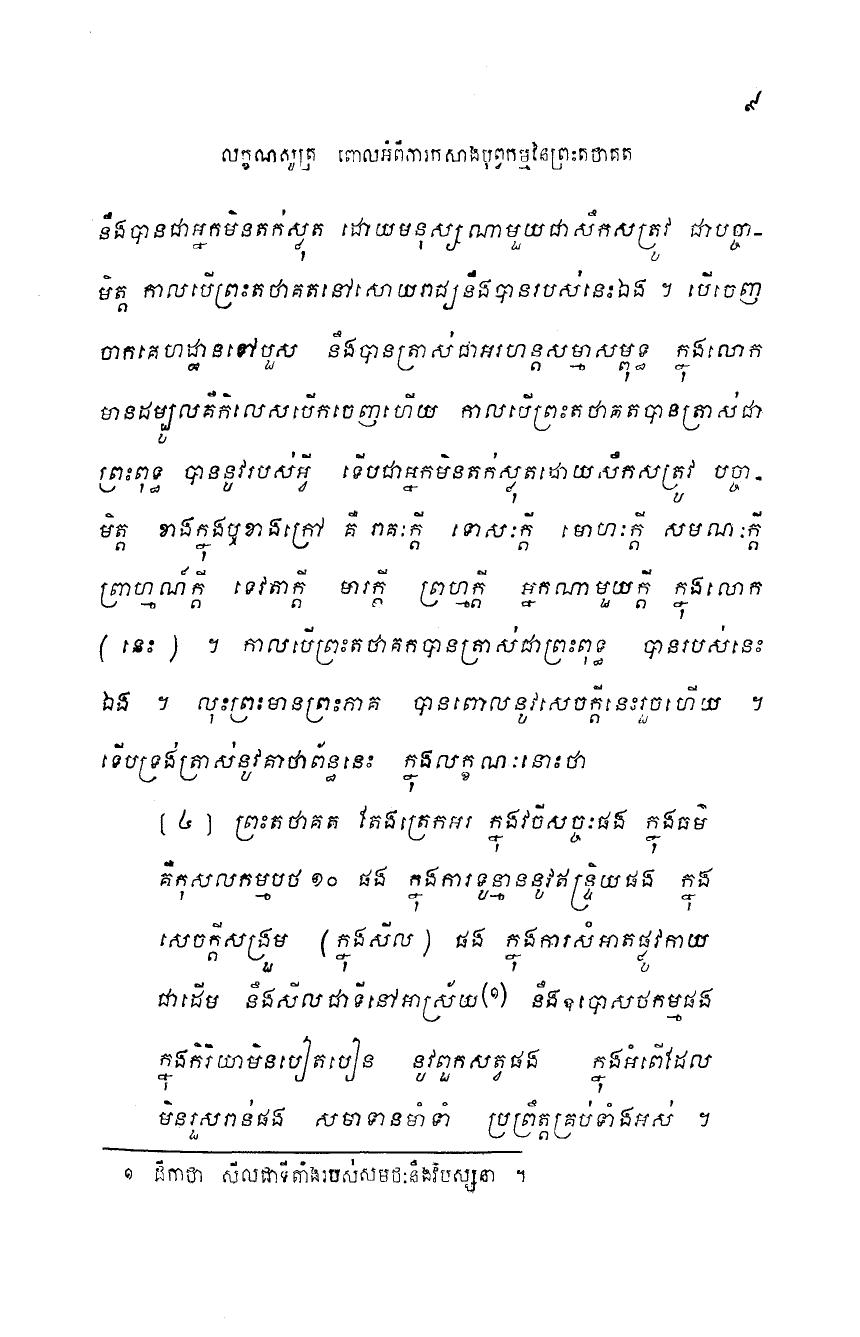 ៩
លក្ខណសូត្រ ពោលអំពីការកសាងបុព្វកម្មនៃព្រះតថាគត
នឹងបានជាអ្នកមិនតក់ស្លុត ដោយមនុស្សណាមួយជាសឹកសត្រូវ ជាបច្ចា-
មិត្ត កាលបើព្រះតថាគតនៅសោយរាជ្យនឹងបានរបស់នេះឯង ។ បើចេញ
ចាកគេហដ្ឋានទៅបួស នឹងបានត្រាស់ជាអរហន្តសម្មាសម្ពុទ្ធ ក្នុងលោក
មានដម្បូលគឺកិលេសបើកចេញហើយ កាលបើព្រះតថាគតបានត្រាស់ជា
ព្រះពុទ្ធ បាននូវរបស់អ្វី ទើបជាអ្នកមិនតក់ស្លុតដោយសឹកសត្រូវ បច្ចា-
មិត្ត ខាងក្នុងឬខាងក្រៅ គឺ រាគៈក្តី ទោសៈក្តី មោហៈក្តី សមណៈក្តី
ព្រាហ្មណ៍ក្តី ទេវតាក្តី មារក្តី ព្រហ្មក្តី អ្នកណាមួយក្តី ក្នុងលោក
( នេះ ) ។ កាលបើព្រះតថាគតបានត្រាស់ជាព្រះពុទ្ធ បានរបស់នេះ
ឯង ។ លុះព្រះមានព្រះភាគ បានពោលនូវសេចក្តីនេះរួចហើយ ។
ទើបទ្រង់ត្រាស់នូវគាថាព័ន្ធនេះ ក្នុងលក្ខណៈនោះថា
[ ៤ ] ព្រះតថាគត តែងត្រេកអរ ក្នុងវចីសច្ចៈផង ក្នុងធម៌
គឺកុសលកម្មបថ ១០ ផង ក្នុងការទូន្មាននូវឥន្ទ្រិយផង ក្នុង
សេចក្តីសង្រួម (ក្នុងសីល) ផង ក្នុងការសំអាតផ្លូវកាយ
ជាដើម នឹងសីលជាទីនៅអាស្រ័យ(១) នឹងឧបោសថកម្មផង
ក្នុងកិរិយាមិនបៀតបៀន នូវពួកសត្វផង ក្នុងអំពើដែល
មិនរួសរាន់ផង សមាទានមាំទាំ ប្រព្រឹត្តគ្រប់ទាំងអស់ ។
១ ដីកាថា សីលជាទីតាំងរបស់សមថៈនឹងវិបស្សនា ។